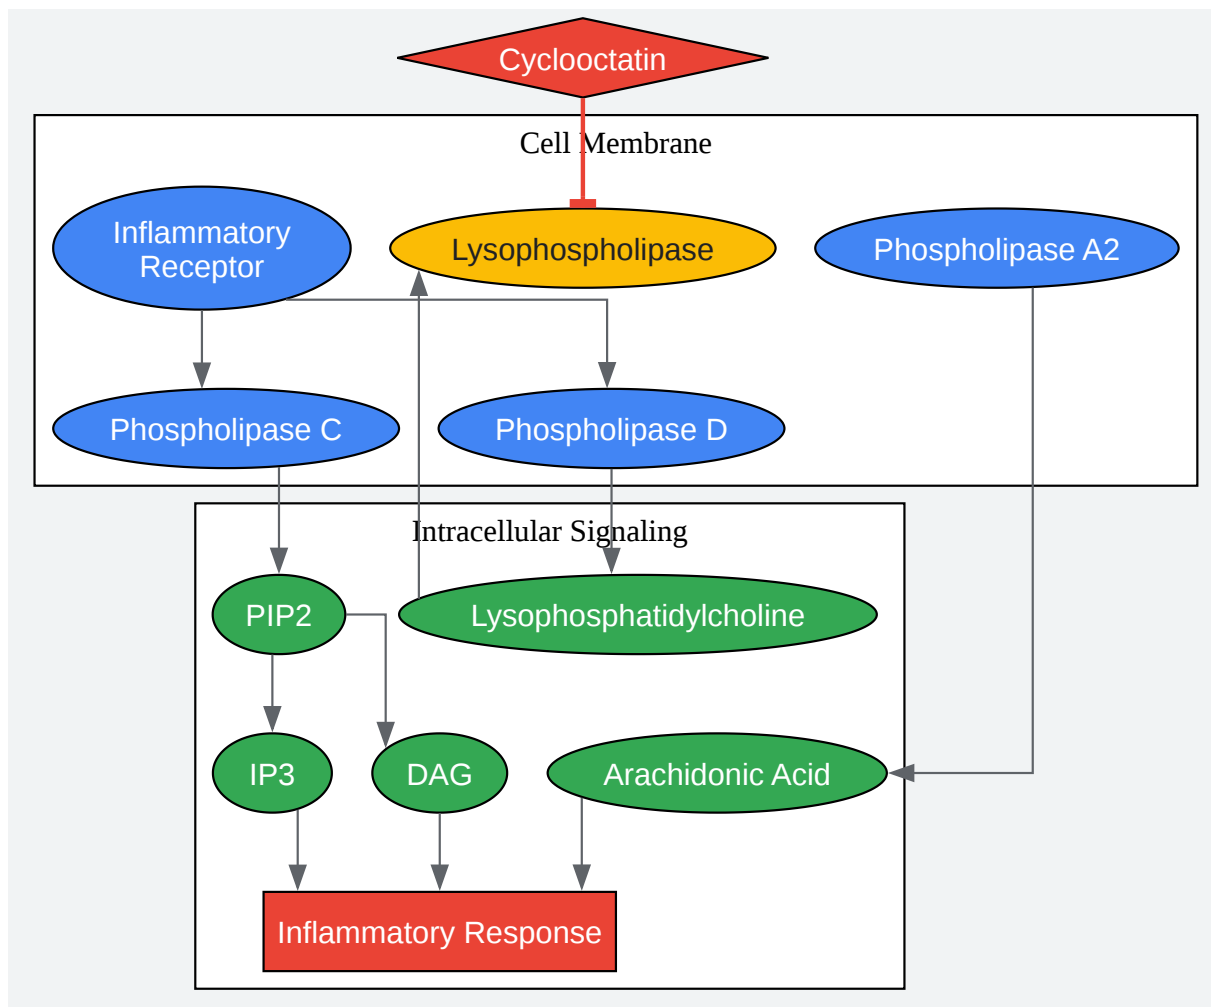 Cyclooctatin
Cell Membrane
Inflammatory
Receptor
Lysophospholipase
Phospholipase A2
Phospholipase C
Phospholipase D
Intracellular Signaling
PIP2
Lysophosphatidylcholine
IP3
DAG
Arachidonic Acid
Inflammatory Response